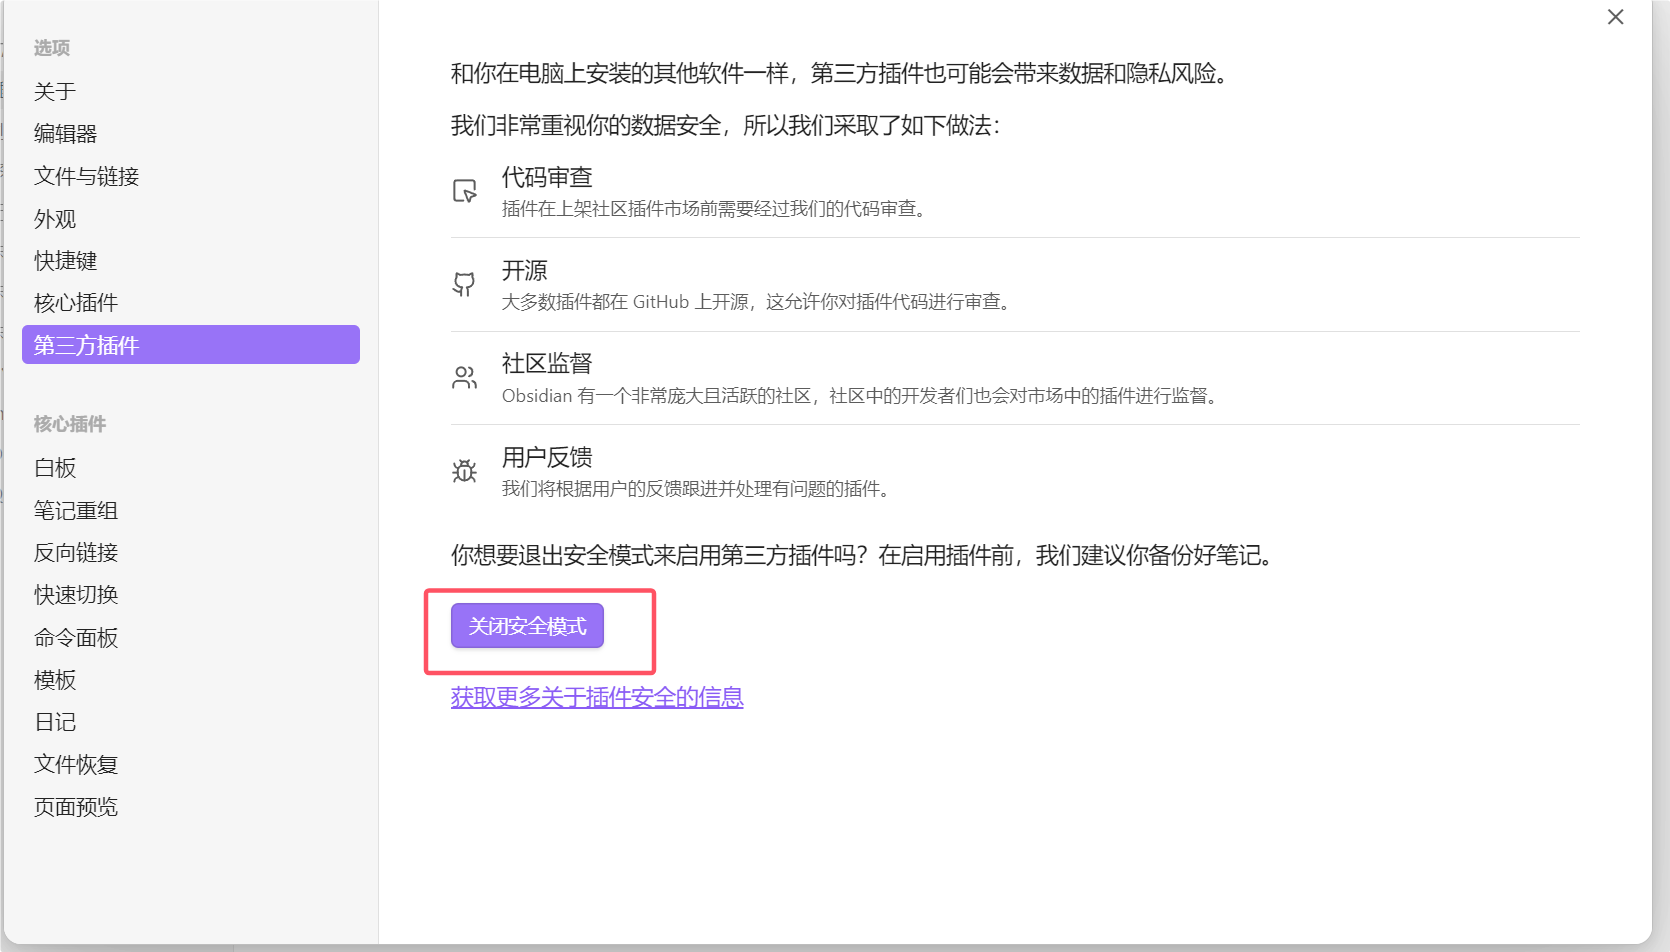 选项
关于
编辑器
文件与链接
外观
快捷键
核心插件
第三方插件
核心插件
白板
笔记重组
反向链接
快速切换
命令面板
模板
日记
文件恢复
页面预览
和你在电脑上安装的其他软件一样，第三方插件也可能会带来数据和隐私风险。
我们非常重视你的数据安全，所以我们采取了如下做法：
代码审查
插件在上架社区插件市场前需要经过我们的代码审查。
开源
大多数插件都在 GitHub 上开源，这允许你对插件代码进行审查。
社区监督
Obsidian 有一个非常庞大且活跃的社区，社区中的开发者们也会对市场中的插件进行监督。
用户反馈
我们将根据用户的反馈跟进并处理有问题的插件。
你想要退出安全模式来启用第三方插件吗？在启用插件前，我们建议你备份好笔记。
关闭安全模式
获取更多关于插件安全的信息